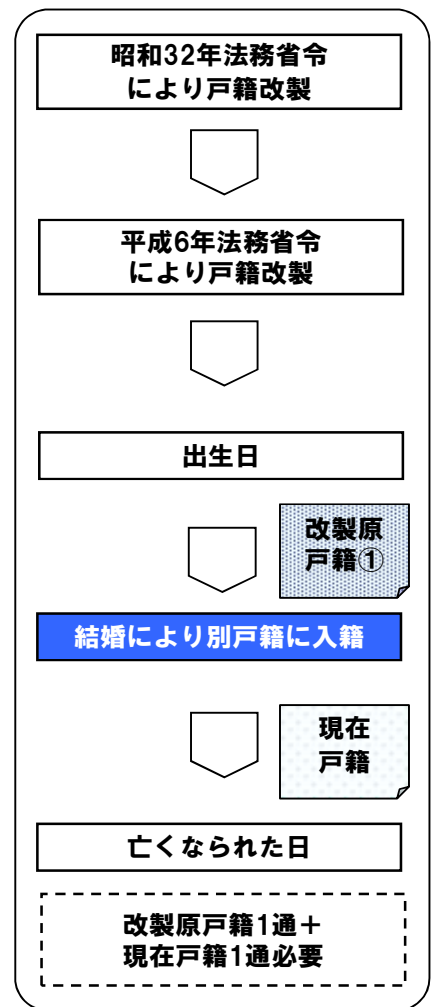 昭和32年法務省令
により戸籍改製
平成6年法務省令
により戸籍改製
出生日
改製原
戸籍①
結婚により別戸籍に入籍
現在
戸籍
亡くなられた日
改製原戸籍1通＋
現在戸籍1通必要